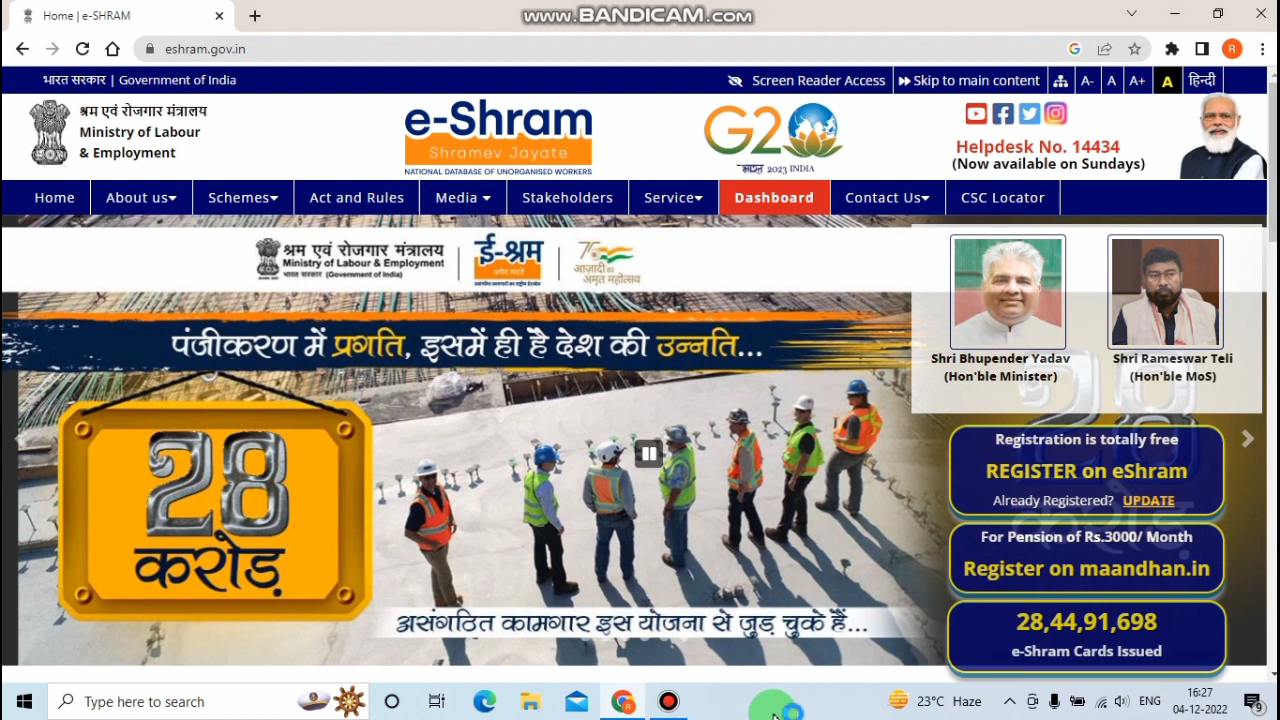 Home | e-SHRAM
www.BANDICAM.com
eshram.gov.in
R
भारत सरकार | Government of India
Screen Reader Access
Skip to main content
A-
A
A+
A
हिन्दी
श्रम एवं रोजगार मंत्रालय
Ministry of Labour
& Employment
e-Shram
Shramev Jayate
NATIONAL DATABASE OF UNORGANISED WORKERS
G20
भारत 2023 INDIA
Helpdesk No. 14434
(Now available on Sundays)
Home
About us
Schemes
Act and Rules
Media
Stakeholders
Service
Dashboard
Contact Us
CSC Locator
श्रम एवं रोजगार मंत्रालय
Ministry of Labour & Employment
भारत सरकार (Government of India)
ई-श्रम
श्रमेव जयते
असंगठित कामगारों का राष्ट्रीय डेटाबेस
75
आज़ादी का
अमृत महोत्सव
Shri Bhupender Yadav
(Hon'ble Minister)
Shri Rameswar Teli
(Hon'ble MoS)
पंजीकरण में प्रगति, इसमें ही है देश की उन्नति...
28
करोड़
असंगठित कामगार इस योजना से जुड़ चुके हैं...
Registration is totally free
REGISTER on eShram
Already Registered? UPDATE
For Pension of Rs.3000/ Month
Register on maandhan.in
28,44,91,698
e-Shram Cards Issued
Type here to search
R
23°C Haze
ENG
16:27
04-12-2022
9